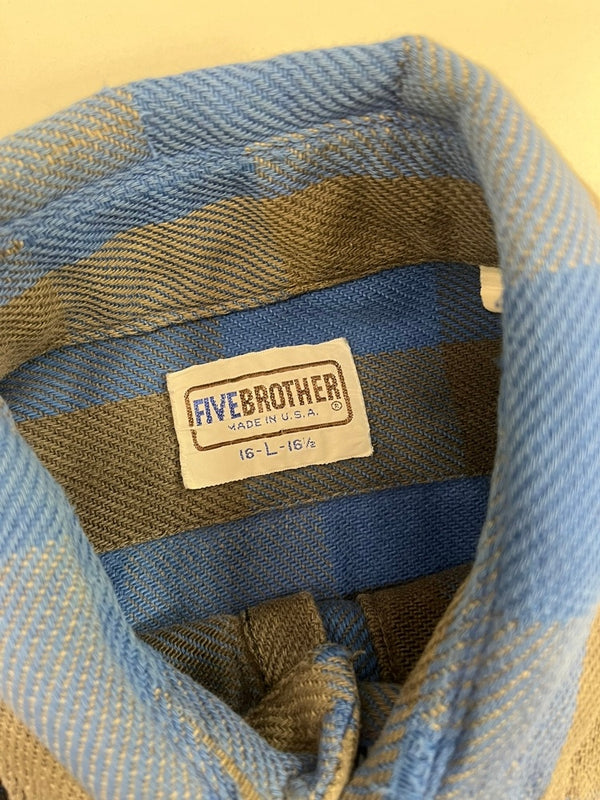 FIVEBROTHER
MADE IN U.S.A. ®
16-L-16½